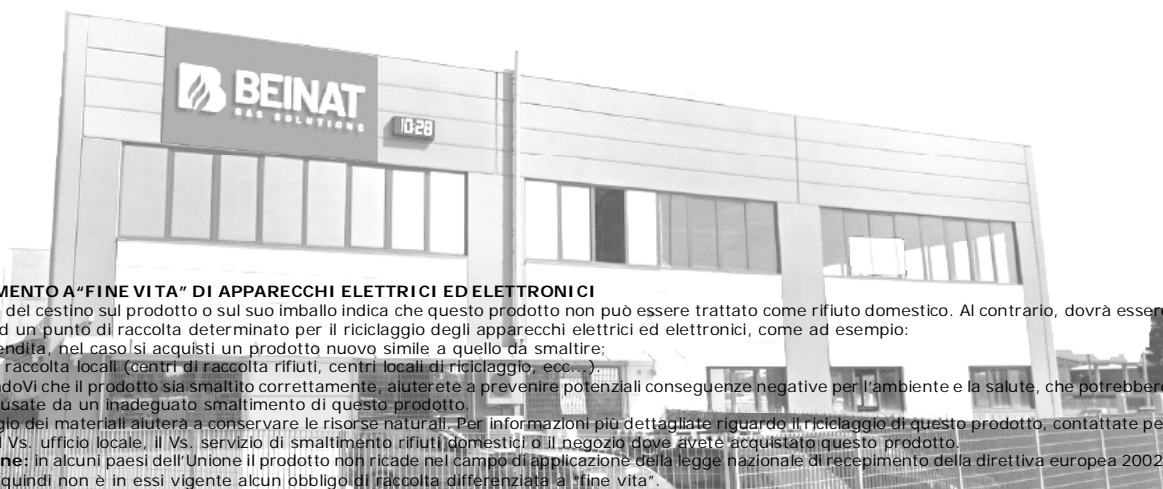 BEINAT
GAS SOLUTIONS
10:28
MENTO A “FINE VITA” DI APPARECCHI ELETTRICI ED ELETTRONICI
del cestino sul prodotto o sul suo imballo indica che questo prodotto non può essere trattato come rifiuto domestico. Al contrario, dovrà essere
d un punto di raccolta determinato per il riciclaggio degli apparecchi elettrici ed elettronici, come ad esempio:
endita, nel caso si acquisti un prodotto nuovo simile a quello da smaltire;
raccolta locali (centri di raccolta rifiuti, centri locali di riciclaggio, ecc...).
doVi che il prodotto sia smaltito correttamente, aiuterete a prevenire potenziali conseguenze negative per l’ambiente e la salute, che potrebbero
usate da un inadeguato smaltimento di questo prodotto.
gio dei materiali aiuterà a conservare le risorse naturali. Per informazioni più dettagliate riguardo il riciclaggio di questo prodotto, contattate pe
i Vs. ufficio locale, il Vs. servizio di smaltimento rifiuti domestici o il negozio dove avete acquistato questo prodotto.
ne: in alcuni paesi dell’Unione il prodotto non ricade nel campo di applicazione della legge nazionale di recepimento della direttiva europea 2002
quindi non è in essi vigente alcun obbligo di raccolta differenziata a “fine vita”.